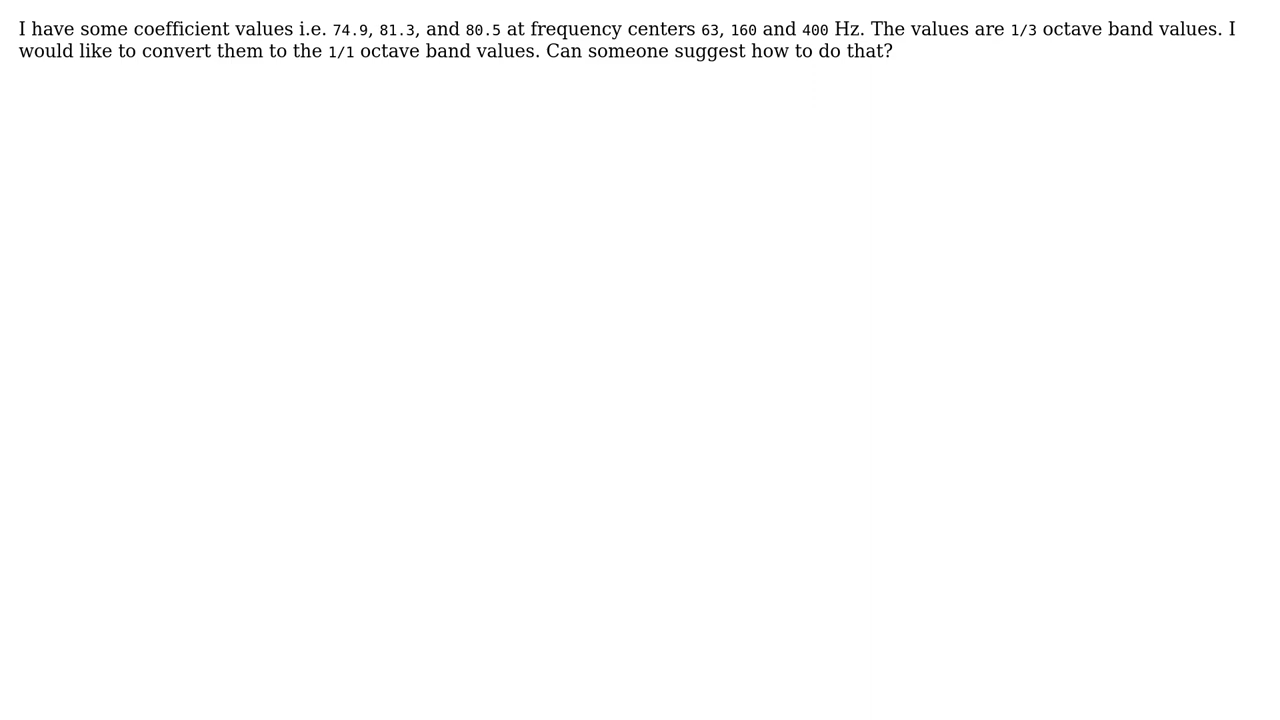 I have some coefficient values i.e. 74.9, 81.3, and 80.5 at frequency centers 63, 160 and 400 Hz. The values are 1/3 octave band values. I
would like to convert them to the 1/1 octave band values. Can someone suggest how to do that?